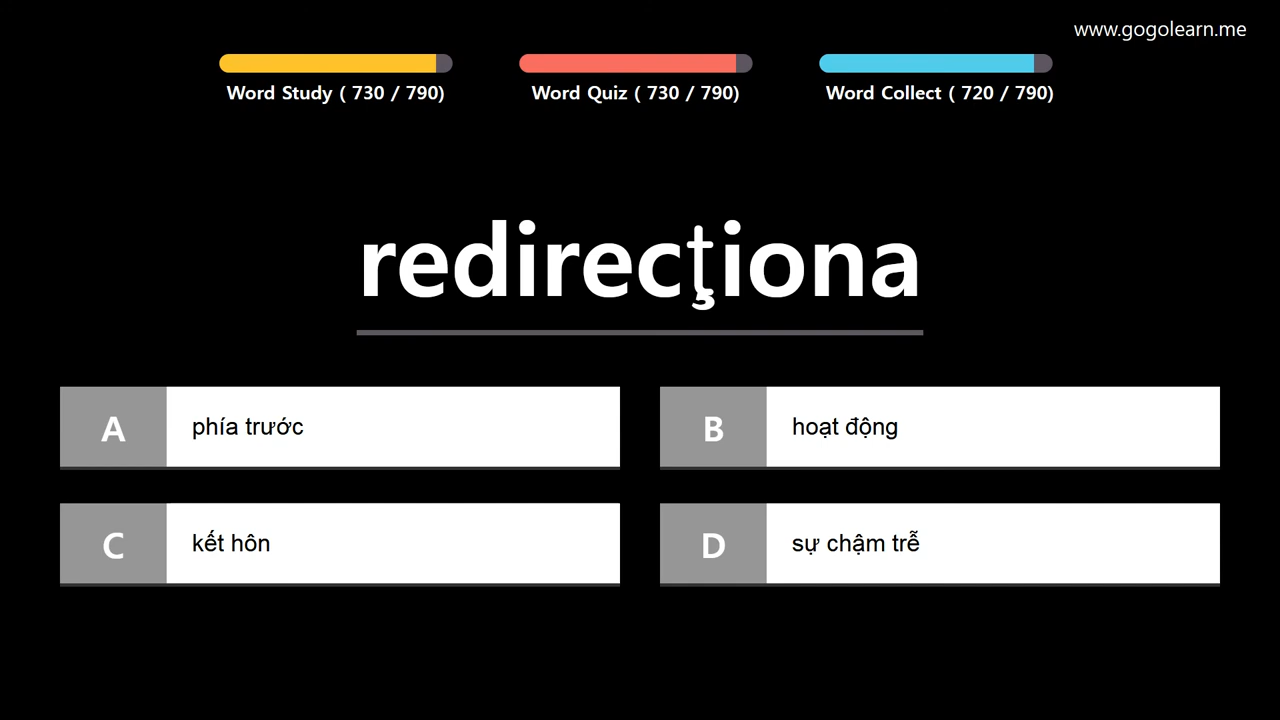 www.gogolearn.me
Word Study ( 730 / 790)
Word Quiz ( 730 / 790)
Word Collect ( 720 / 790)
redirecţiona
A phía trước
B hoạt động
C kết hôn
D sự chậm trễ